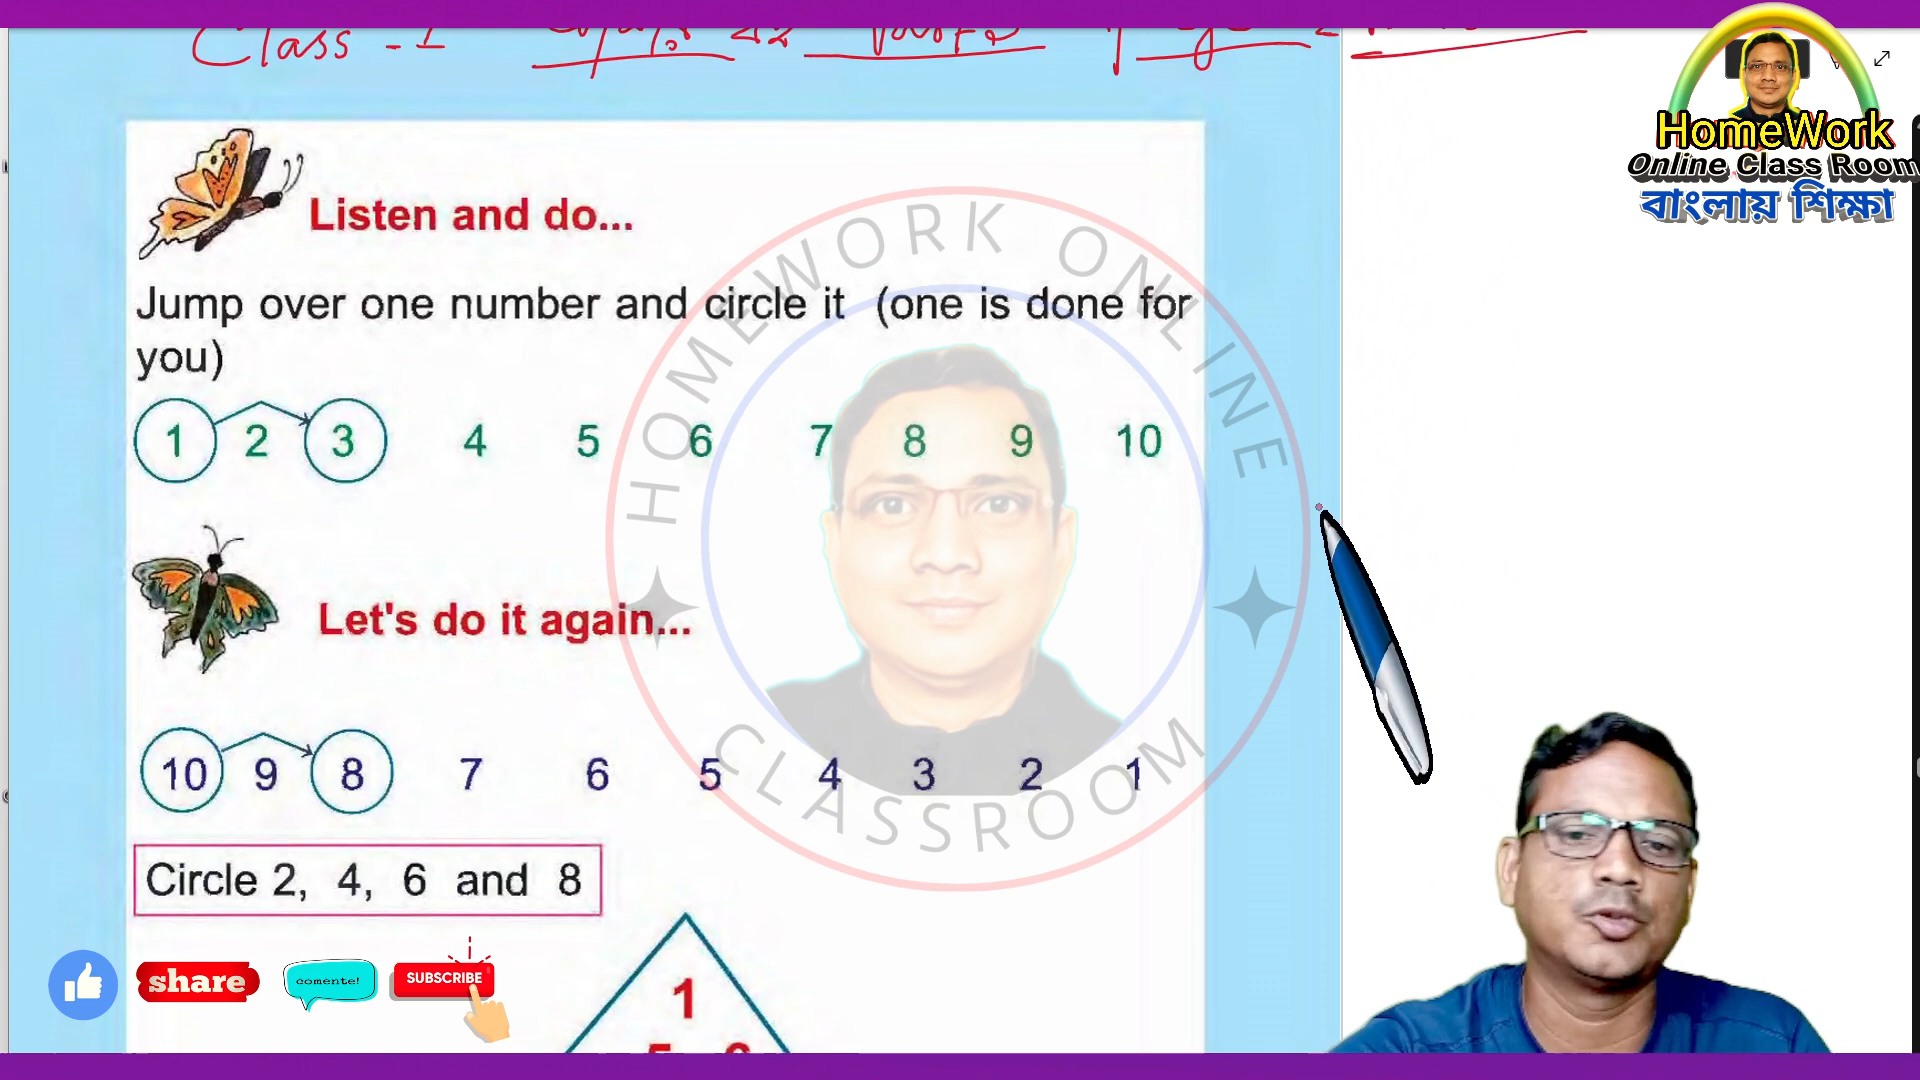 Class - I
HomeWork
Online Class Room
বাংলায় শিক্ষা
Listen and do...
Jump over one number and circle it (one is done for
you)
1 2 3 4 5 6 7 8 9 10
Let's do it again...
10 9 8 7 6 5 4 3 2 1
Circle 2, 4, 6 and 8
1
HOMEWORK ONLINE
CLASSROOM
share
comente!
SUBSCRIBE